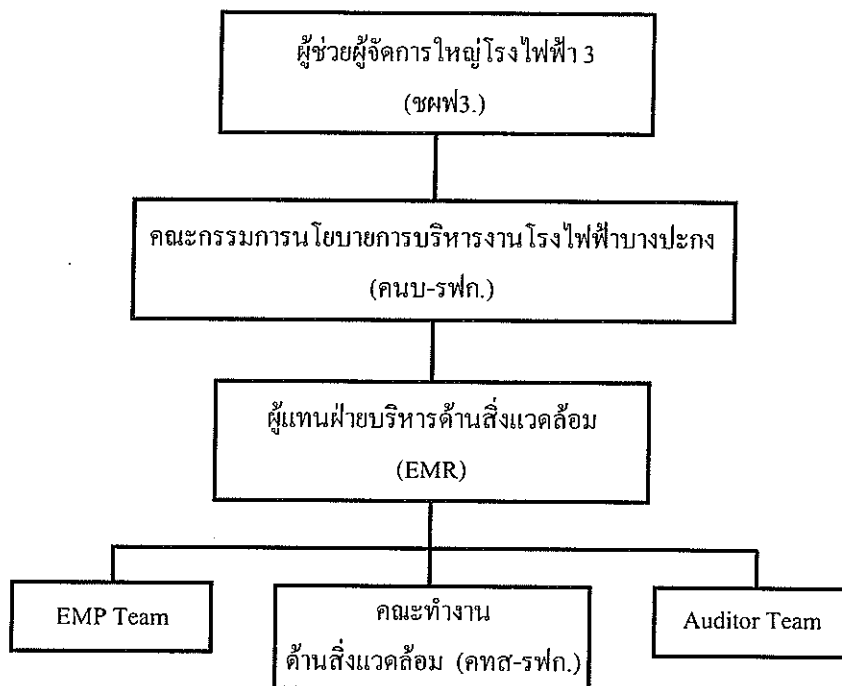 ผู้ช่วยผู้จัดการใหญ่โรงไฟฟ้า 3
(ชผฟ3.)
คณะกรรมการนโยบายการบริหารงานโรงไฟฟ้าบางปะกง
(คนบ-รฟก.)
ผู้แทนฝ่ายบริหารด้านสิ่งแวดล้อม
(EMR)
EMP Team
คณะทำงาน
ด้านสิ่งแวดล้อม (คทส-รฟก.)
Auditor Team